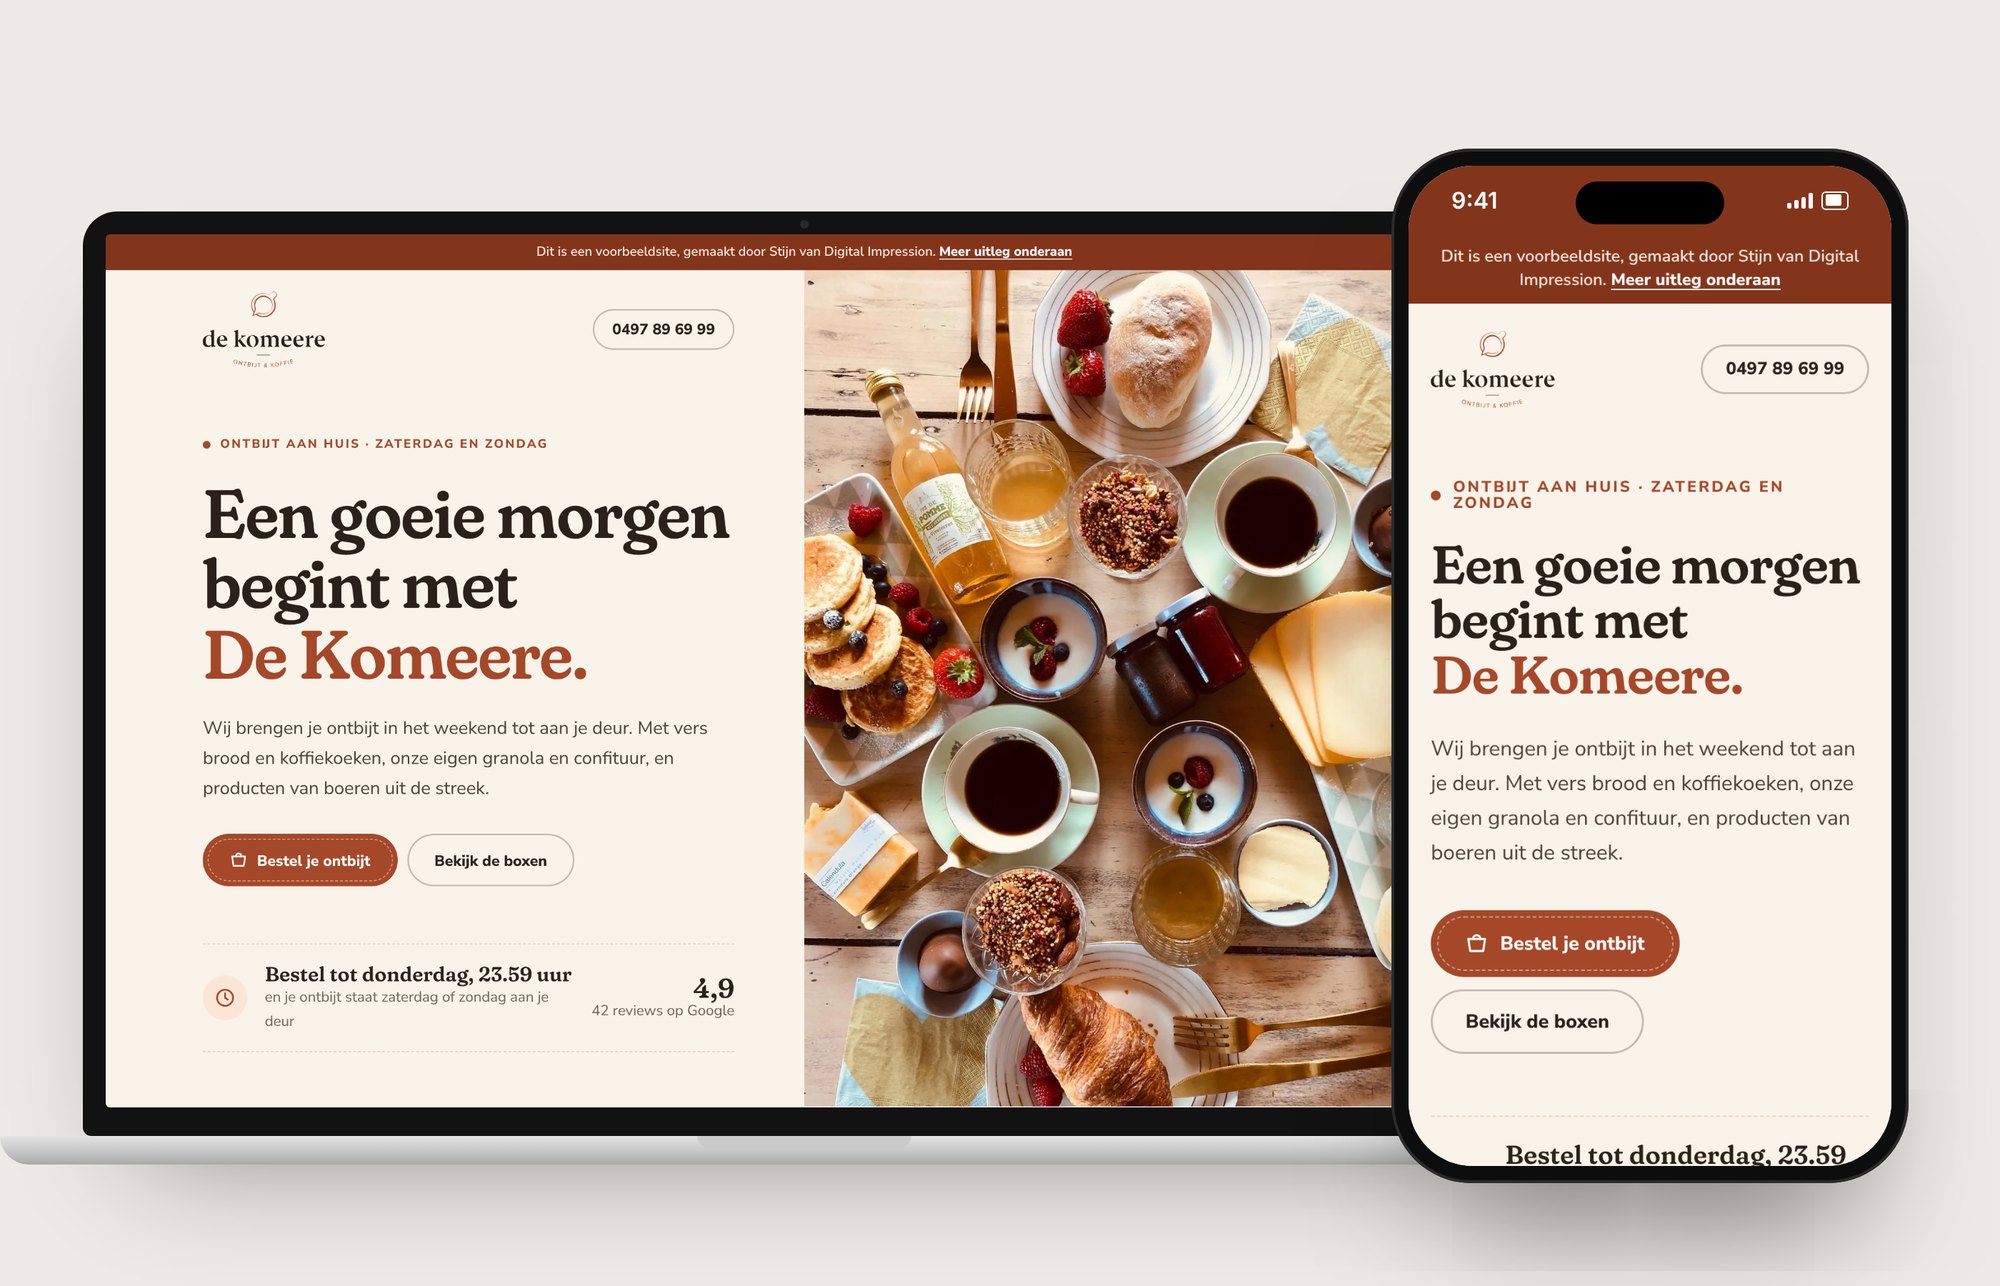 Dit is een voorbeeldsite, gemaakt door Stijn van Digital Impression. Meer uitleg onderaan
de komeere
ONTBIJT & KOFFIE
0497 89 69 99
ONTBIJT AAN HUIS · ZATERDAG EN ZONDAG
Een goeie morgen
begint met
De Komeere.
Wij brengen je ontbijt in het weekend tot aan je deur. Met vers
brood en koffiekoeken, onze eigen granola en confituur, en
producten van boeren uit de streek.
Bestel je ontbijt
Bekijk de boxen
Bestel tot donderdag, 23.59 uur
en je ontbijt staat zaterdag of zondag aan je
deur
4,9
42 reviews op Google
POMME
Calendula
9:41
Dit is een voorbeeldsite, gemaakt door Stijn van Digital
Impression. Meer uitleg onderaan
de komeere
ONTBIJT & KOFFIE
0497 89 69 99
ONTBIJT AAN HUIS · ZATERDAG EN
ZONDAG
Een goeie morgen
begint met
De Komeere.
Wij brengen je ontbijt in het weekend tot aan
je deur. Met vers brood en koffiekoeken, onze
eigen granola en confituur, en producten van
boeren uit de streek.
Bestel je ontbijt
Bekijk de boxen
Bestel tot donderdag, 23.59